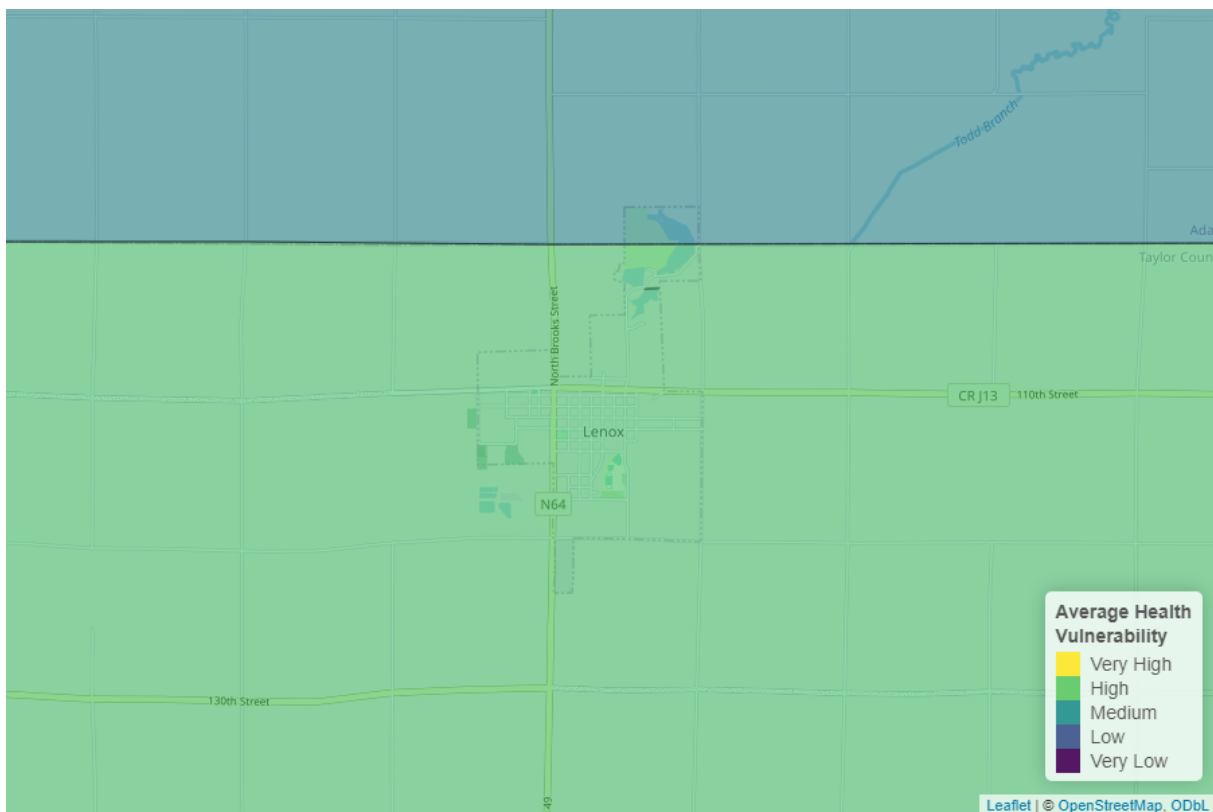 Todd Branch
Ada
Taylor Coun
North Brooks Street
CR J13
110th Street
Lenox
N64
130th Street
49
Average Health
Vulnerability
Very High
High
Medium
Low
Very Low
Leaflet | © OpenStreetMap, ODbL